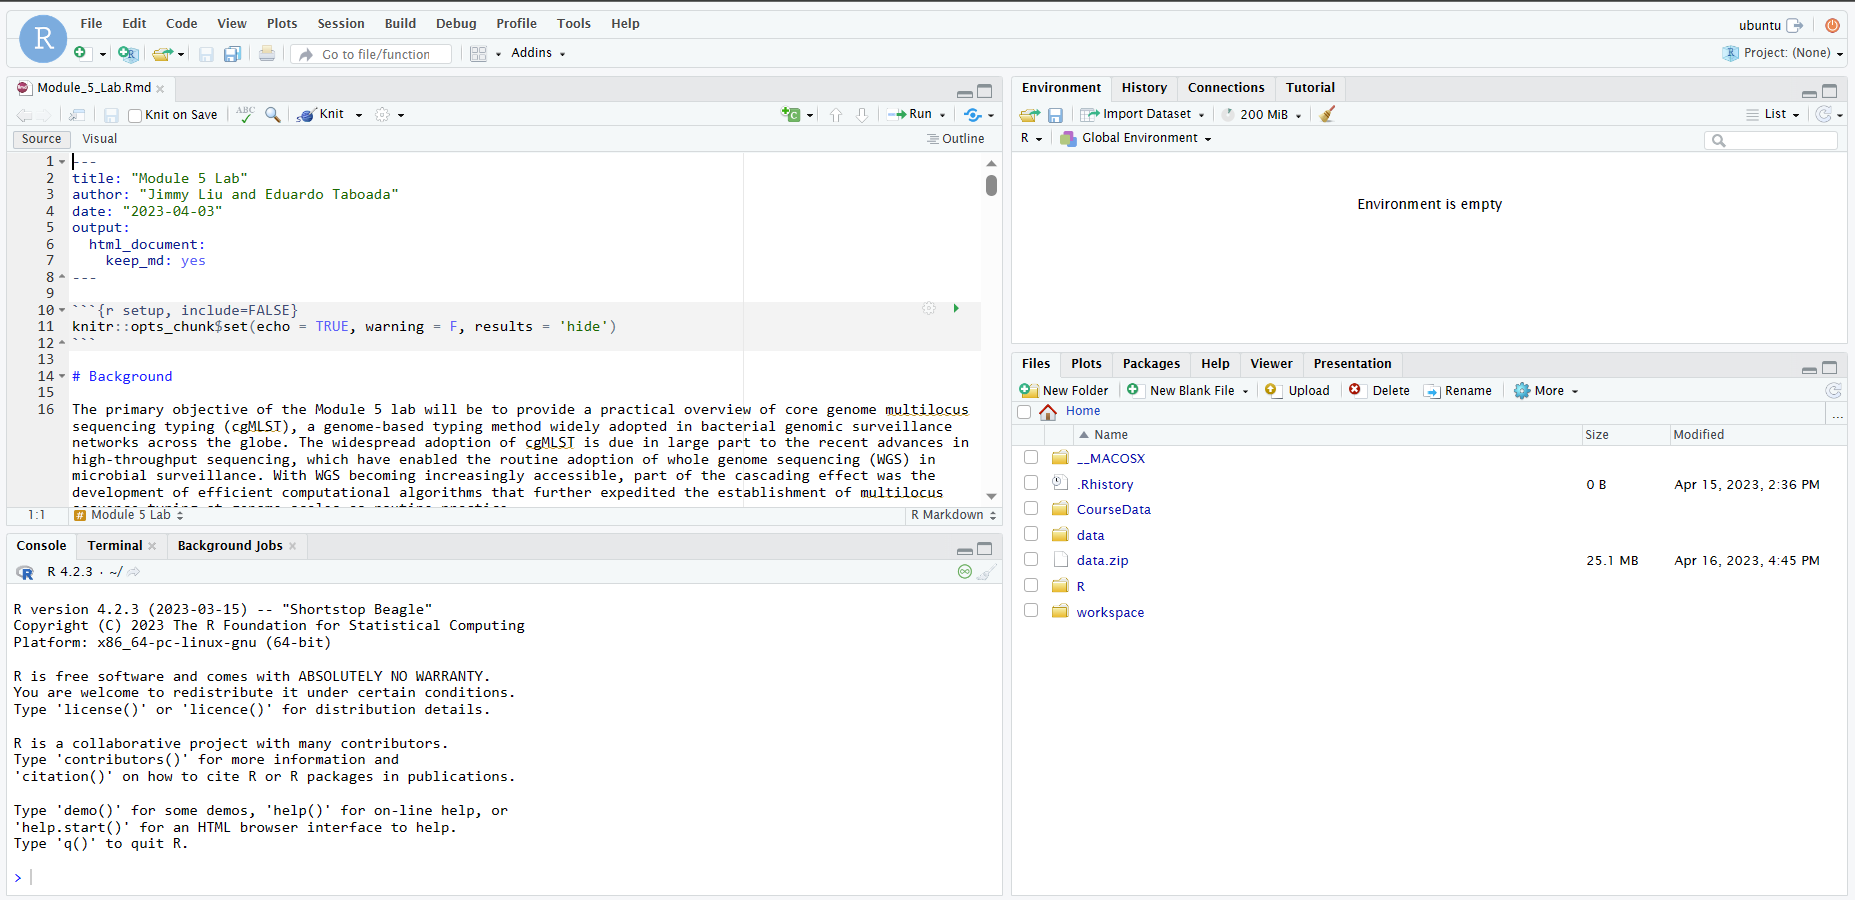 R
File Edit Code View Plots Session Build Debug Profile Tools Help
ubuntu
Go to file/function
Addins
Project: (None)
Module_5_Lab.Rmd
Knit on Save
ABC
Knit
Run
Source Visual
Outline
1 ---
2 title: "Module 5 Lab"
3 author: "Jimmy Liu and Eduardo Taboada"
4 date: "2023-04-03"
5 output:
6 html_document:
7 keep_md: yes
8 ---
9
10 ```{r setup, include=FALSE}
11 knitr::opts_chunk$set(echo = TRUE, warning = F, results = 'hide')
12 ```
13
14 # Background
15
16 The primary objective of the Module 5 lab will be to provide a practical overview of core genome multilocus
sequencing typing (cgMLST), a genome-based typing method widely adopted in bacterial genomic surveillance
networks across the globe. The widespread adoption of cgMLST is due in large part to the recent advances in
high-throughput sequencing, which have enabled the routine adoption of whole genome sequencing (WGS) in
microbial surveillance. With WGS becoming increasingly accessible, part of the cascading effect was the
development of efficient computational algorithms that further expedited the establishment of multilocus
1:1 # Module 5 Lab R Markdown
Console Terminal Background Jobs
R R 4.2.3 · ~/
R version 4.2.3 (2023-03-15) -- "Shortstop Beagle"
Copyright (C) 2023 The R Foundation for Statistical Computing
Platform: x86_64-pc-linux-gnu (64-bit)
R is free software and comes with ABSOLUTELY NO WARRANTY.
You are welcome to redistribute it under certain conditions.
Type 'license()' or 'licence()' for distribution details.
R is a collaborative project with many contributors.
Type 'contributors()' for more information and
'citation()' on how to cite R or R packages in publications.
Type 'demo()' for some demos, 'help()' for on-line help, or
'help.start()' for an HTML browser interface to help.
Type 'q()' to quit R.
>
Environment History Connections Tutorial
Import Dataset 200 MiB List
R Global Environment
Environment is empty
Files Plots Packages Help Viewer Presentation
New Folder New Blank File Upload Delete Rename More
Home ...
Name Size Modified
__MACOSX
.Rhistory 0 B Apr 15, 2023, 2:36 PM
CourseData
data
data.zip 25.1 MB Apr 16, 2023, 4:45 PM
R
workspace